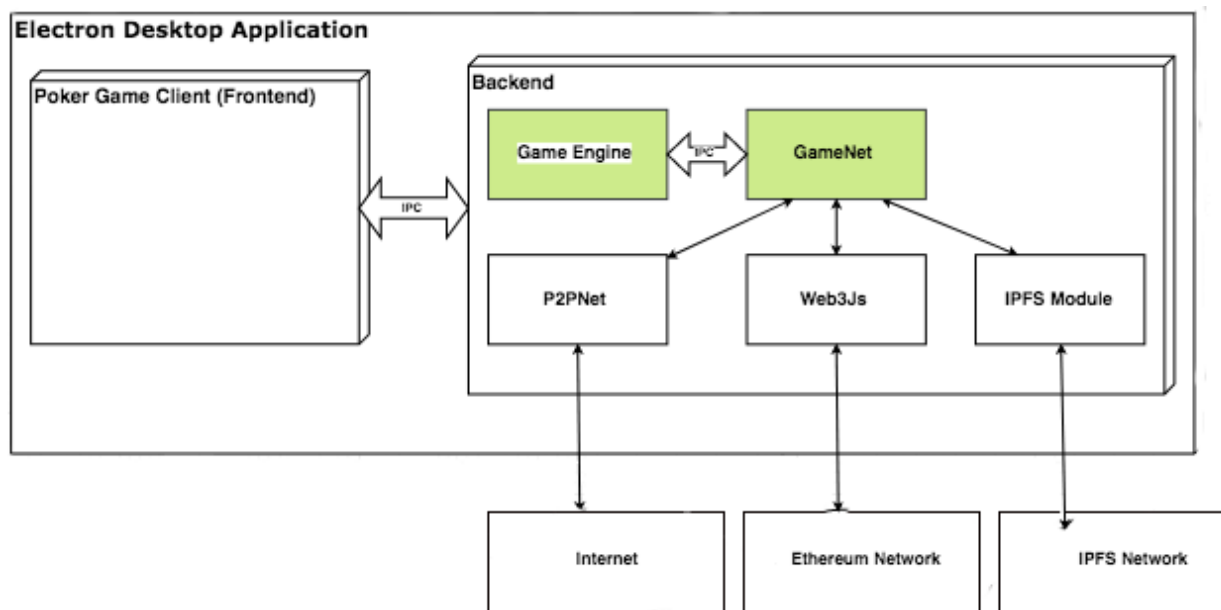 Electron Desktop Application
Poker Game Client (Frontend)
Backend
Game Engine
IPC
GameNet
IPC
P2PNet
Web3Js
IPFS Module
Internet
Ethereum Network
IPFS Network